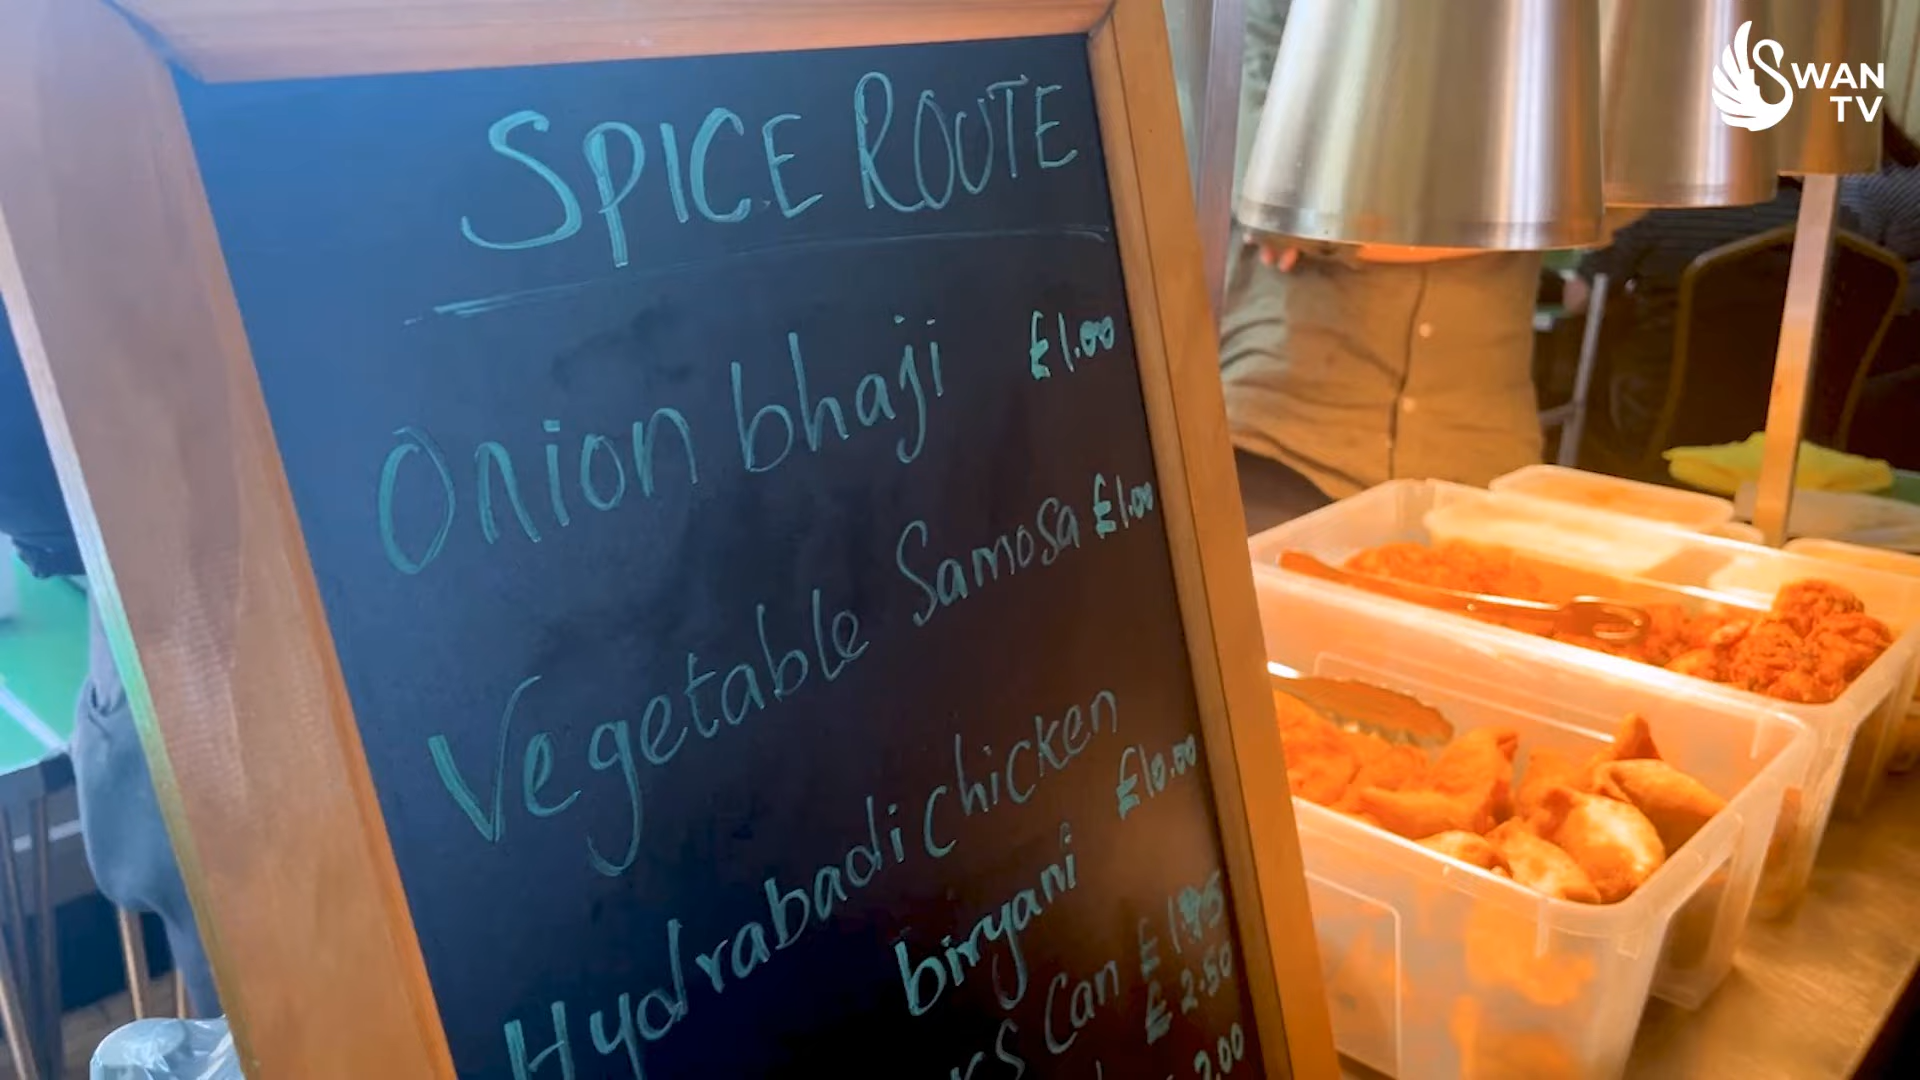 SWAN TV
SPICE ROUTE
Onion bhaji £1.00
Vegetable Samosa £1.00
Hydrabadi chicken
biryani £10.00
Can £
£2.50